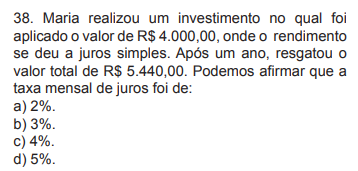 38. Maria realizou um investimento no qual foi
aplicado o valor de R$ 4.000,00, onde o rendimento
se deu a juros simples. Após um ano, resgatou o
valor total de R$ 5.440,00. Podemos afirmar que a
taxa mensal de juros foi de:
a) 2%.
b) 3%.
c) 4%.
d) 5%.